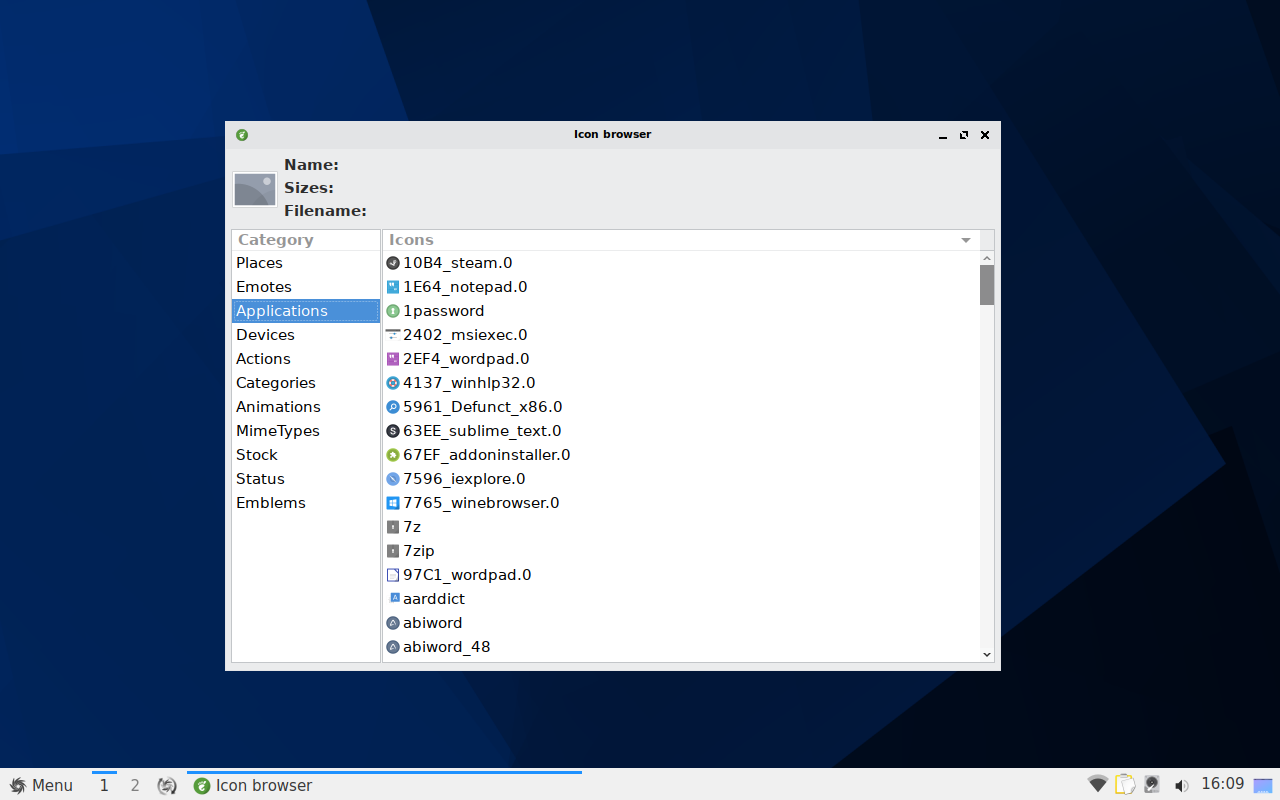 Icon browser
Name:
Sizes:
Filename:
Category
Icons
Places
Emotes
Applications
Devices
Actions
Categories
Animations
MimeTypes
Stock
Status
Emblems
10B4_steam.0
1E64_notepad.0
1password
2402_msiexec.0
2EF4_wordpad.0
4137_winhlp32.0
5961_Defunct_x86.0
63EE_sublime_text.0
67EF_addoninstaller.0
7596_iexplore.0
7765_winebrowser.0
7z
7zip
97C1_wordpad.0
aarddict
abiword
abiword_48
Menu 1 2 Icon browser 16:09